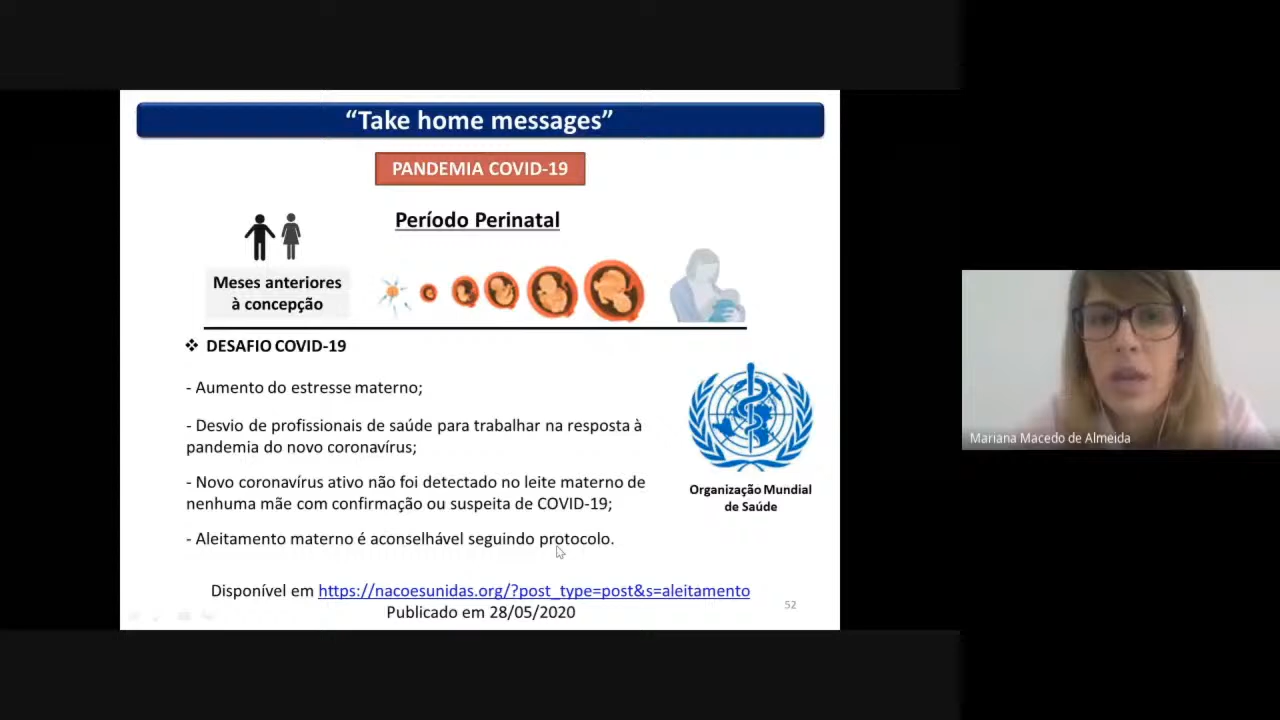 “Take home messages”
PANDEMIA COVID-19
Período Perinatal
Meses anteriores
à concepção
❖ DESAFIO COVID-19
- Aumento do estresse materno;
- Desvio de profissionais de saúde para trabalhar na resposta à
pandemia do novo coronavírus;
- Novo coronavírus ativo não foi detectado no leite materno de
nenhuma mãe com confirmação ou suspeita de COVID-19;
- Aleitamento materno é aconselhável seguindo protocolo.
Organização Mundial
de Saúde
Disponível em https://nacoesunidas.org/?post_type=post&s=aleitamento
Publicado em 28/05/2020
52
Mariana Macedo de Almeida